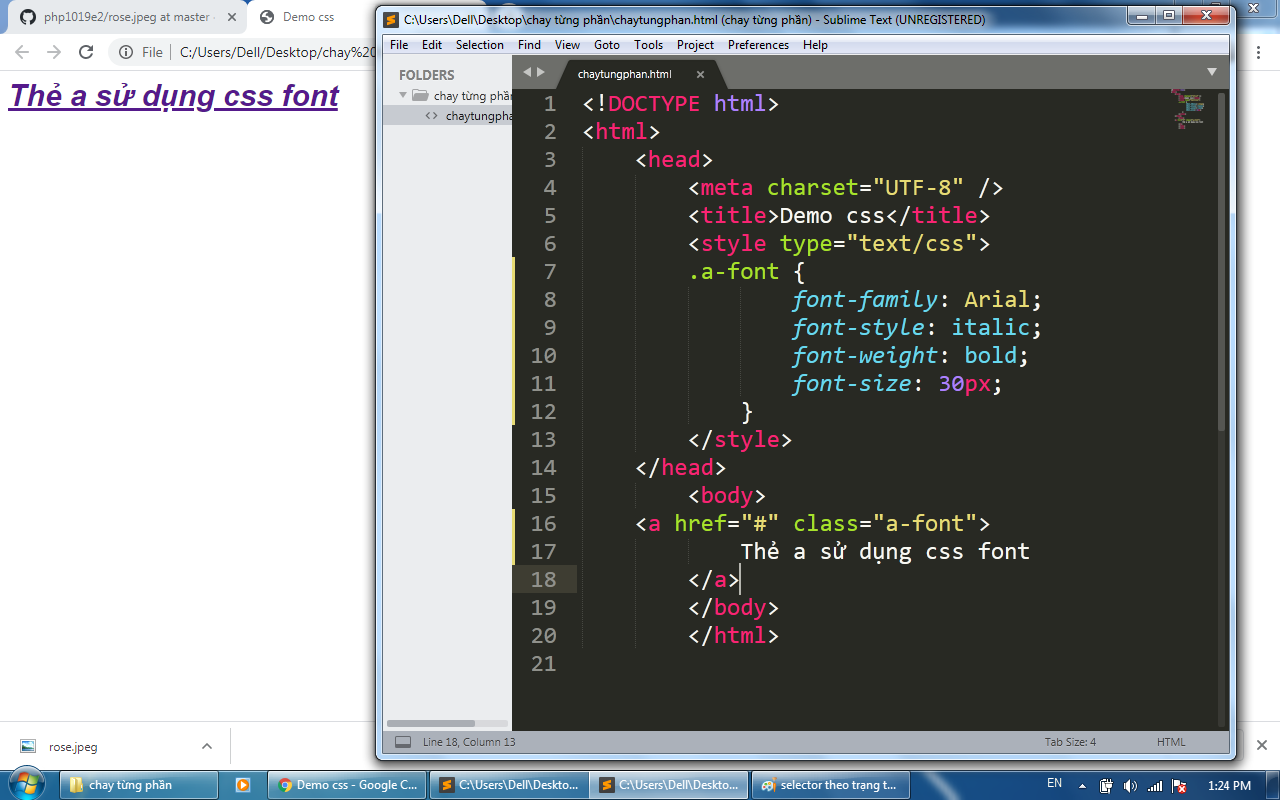 php1019e2/rose.jpeg at master
Demo css
File
C:/Users/Dell/Desktop/chay%20
Thẻ a sử dụng css font
C:\Users\Dell\Desktop\chay từng phần\chaytungphan.html (chay từng phần) - Sublime Text (UNREGISTERED)
File Edit Selection Find View Goto Tools Project Preferences Help
FOLDERS
chay từng phần
chaytungpha
chaytungphan.html
1 <!DOCTYPE html>
2 <html>
3 <head>
4 <meta charset="UTF-8" />
5 <title>Demo css</title>
6 <style type="text/css">
7 .a-font {
8 font-family: Arial;
9 font-style: italic;
10 font-weight: bold;
11 font-size: 30px;
12 }
13 </style>
14 </head>
15 <body>
16 <a href="#" class="a-font">
17 Thẻ a sử dụng css font
18 </a>
19 </body>
20 </html>
21
Line 18, Column 13
Tab Size: 4
HTML
rose.jpeg
chay từng phần
Demo css - Google C...
C:\Users\Dell\Deskto...
C:\Users\Dell\Deskto...
selector theo trạng t...
EN
1:24 PM